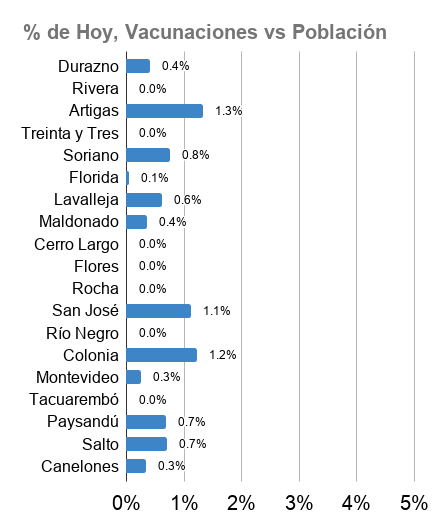 % de Hoy, Vacunaciones vs Población
Durazno 0.4%
Rivera 0.0%
Artigas 1.3%
Treinta y Tres 0.0%
Soriano 0.8%
Florida 0.1%
Lavalleja 0.6%
Maldonado 0.4%
Cerro Largo 0.0%
Flores 0.0%
Rocha 0.0%
San José 1.1%
Río Negro 0.0%
Colonia 1.2%
Montevideo 0.3%
Tacuarembó 0.0%
Paysandú 0.7%
Salto 0.7%
Canelones 0.3%
0% 1% 2% 3% 4% 5%